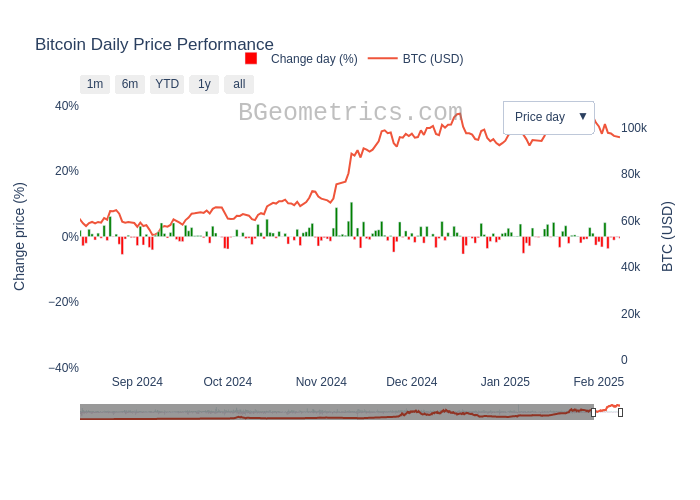 Bitcoin Daily Price Performance
Change day (%)
BTC (USD)
1m
6m
YTD
1y
all
BGeometrics.com
Price day ▼
40%
20%
0%
−20%
−40%
Change price (%)
100k
80k
60k
40k
20k
0
BTC (USD)
Sep 2024
Oct 2024
Nov 2024
Dec 2024
Jan 2025
Feb 2025